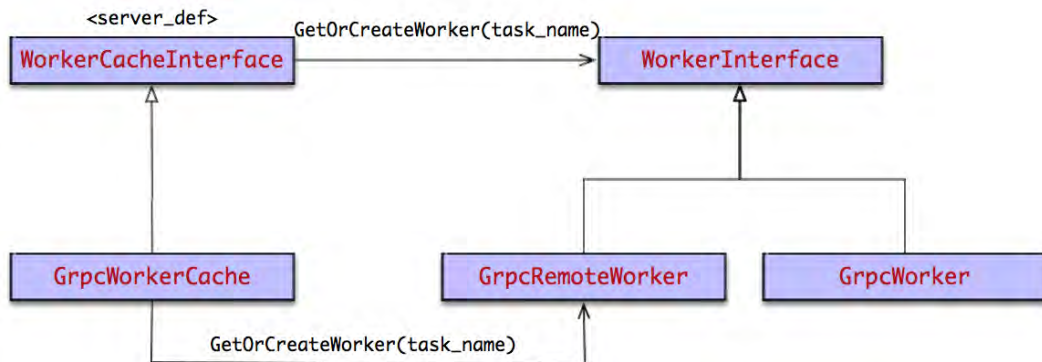 <server_def>
GetOrCreateWorker(task_name)
WorkerCacheInterface
WorkerInterface
GrpcWorkerCache
GrpcRemoteWorker
GrpcWorker
GetOrCreateWorker(task_name)